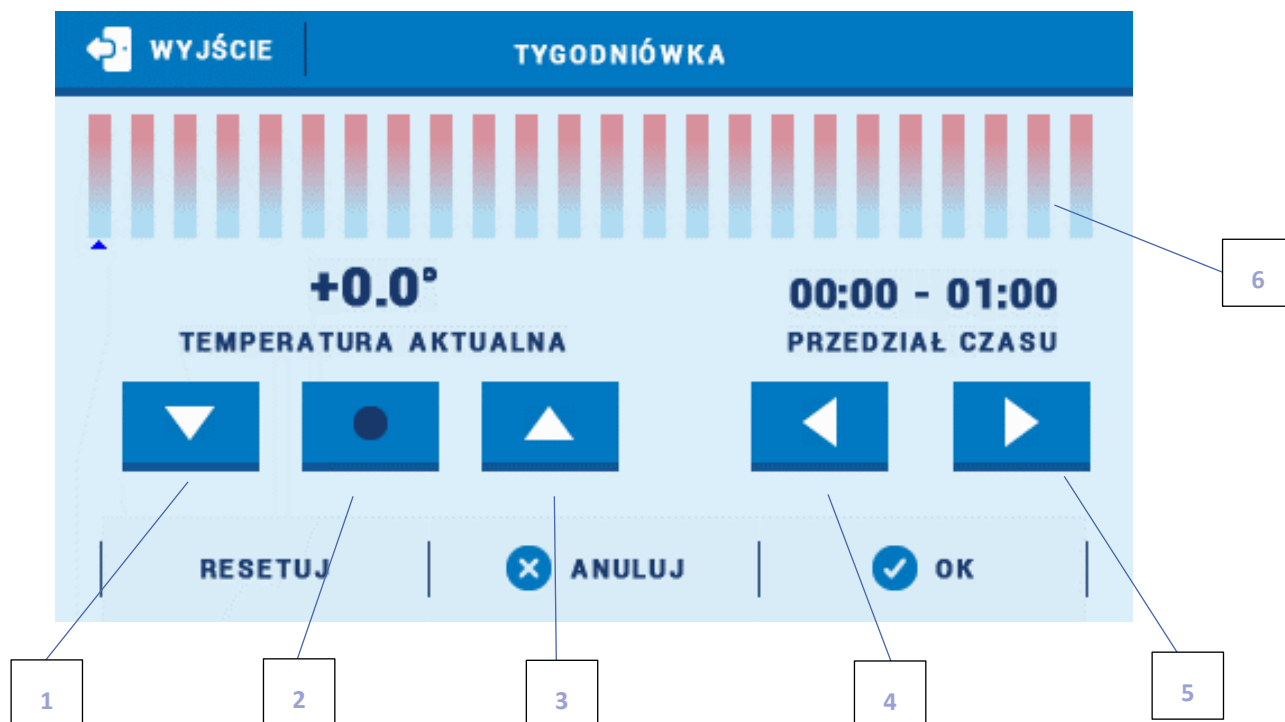 WYJŚCIE TYGODNIÓWKA
6
+0.0° 00:00 - 01:00
TEMPERATURA AKTUALNA PRZEDZIAŁ CZASU
RESETUJ ANULUJ OK
1 2 3 4 5